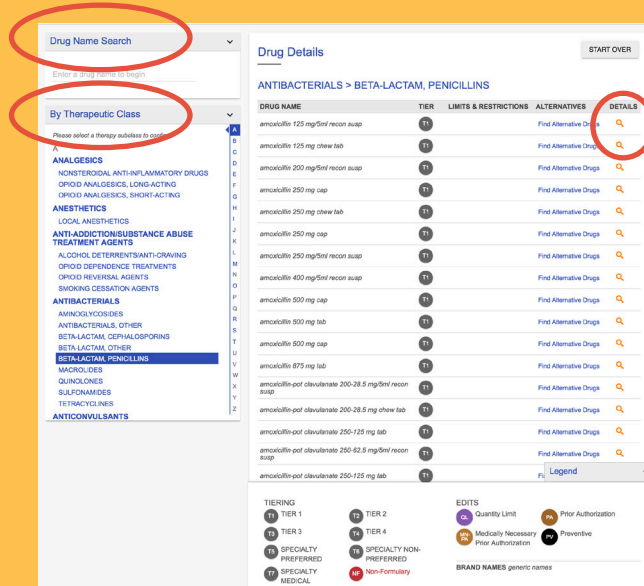 Drug Name Search
Enter a drug name to begin
By Therapeutic Class
Please select a therapy subclass to
A
ANALGESICS
NONSTEROIDAL ANTI-INFLAMMATORY DRUGS
OPIOID ANALGESICS, LONG-ACTING
OPIOID ANALGESICS, SHORT-ACTING
ANESTHETICS
LOCAL ANESTHETICS
ANTI-ADDICTION/SUBSTANCE ABUSE
TREATMENT AGENTS
ALCOHOL DETERRENTS/ANTI-CRAVING
OPIOID DEPENDENCE TREATMENTS
OPIOID REVERSAL AGENTS
SMOKING CESSATION AGENTS
ANTIBACTERIALS
AMINOGLYCOSIDES
ANTIBACTERIALS, OTHER
BETA-LACTAM, CEPHALOSPORINS
BETA-LACTAM, OTHER
BETA-LACTAM, PENICILLINS
MACROLIDES
QUINOLONES
SULFONAMIDES
TETRACYCLINES
ANTICONVULSANTS
A
B
C
D
E
F
G
H
I
J
K
L
M
N
O
P
Q
R
S
T
U
V
W
X
Y
Z
Drug Details
START OVER
ANTIBACTERIALS > BETA-LACTAM, PENICILLINS
DRUG NAME TIER LIMITS & RESTRICTIONS ALTERNATIVES DETAILS
amoxicillin 125 mg/5ml recon susp T1 Find Alternative Drugs
amoxicillin 125 mg chew tab T1 Find Alternative Drugs
amoxicillin 200 mg/5ml recon susp T1 Find Alternative Drugs
amoxicillin 250 mg cap T1 Find Alternative Drugs
amoxicillin 250 mg chew tab T1 Find Alternative Drugs
amoxicillin 250 mg cap T1 Find Alternative Drugs
amoxicillin 250 mg/5ml recon susp T1 Find Alternative Drugs
amoxicillin 400 mg/5ml recon susp T1 Find Alternative Drugs
amoxicillin 500 mg cap T1 Find Alternative Drugs
amoxicillin 500 mg tab T1 Find Alternative Drugs
amoxicillin 500 mg cap T1 Find Alternative Drugs
amoxicillin 875 mg tab T1 Find Alternative Drugs
amoxicillin-pot clavulanate 200-28.5 mg/5ml recon
susp T1 Find Alternative Drugs
amoxicillin-pot clavulanate 200-28.5 mg chew tab T1 Find Alternative Drugs
amoxicillin-pot clavulanate 250-125 mg tab T1 Find Alternative Drugs
amoxicillin-pot clavulanate 250-62.5 mg/5ml recon
susp T1 Find Alternative Drugs
amoxicillin-pot clavulanate 250-125 mg tab T1 Fi
Legend
TIERING
T1 TIER 1 T2 TIER 2
T3 TIER 3 T4 TIER 4
T5 SPECIALTY PREFERRED T6 SPECIALTY NON-PREFERRED
T7 SPECIALTY MEDICAL NF Non-Formulary
EDITS
QL Quantity Limit PA Prior Authorization
MN-PA Medically Necessary Prior Authorization PV Preventive
BRAND NAMES generic names